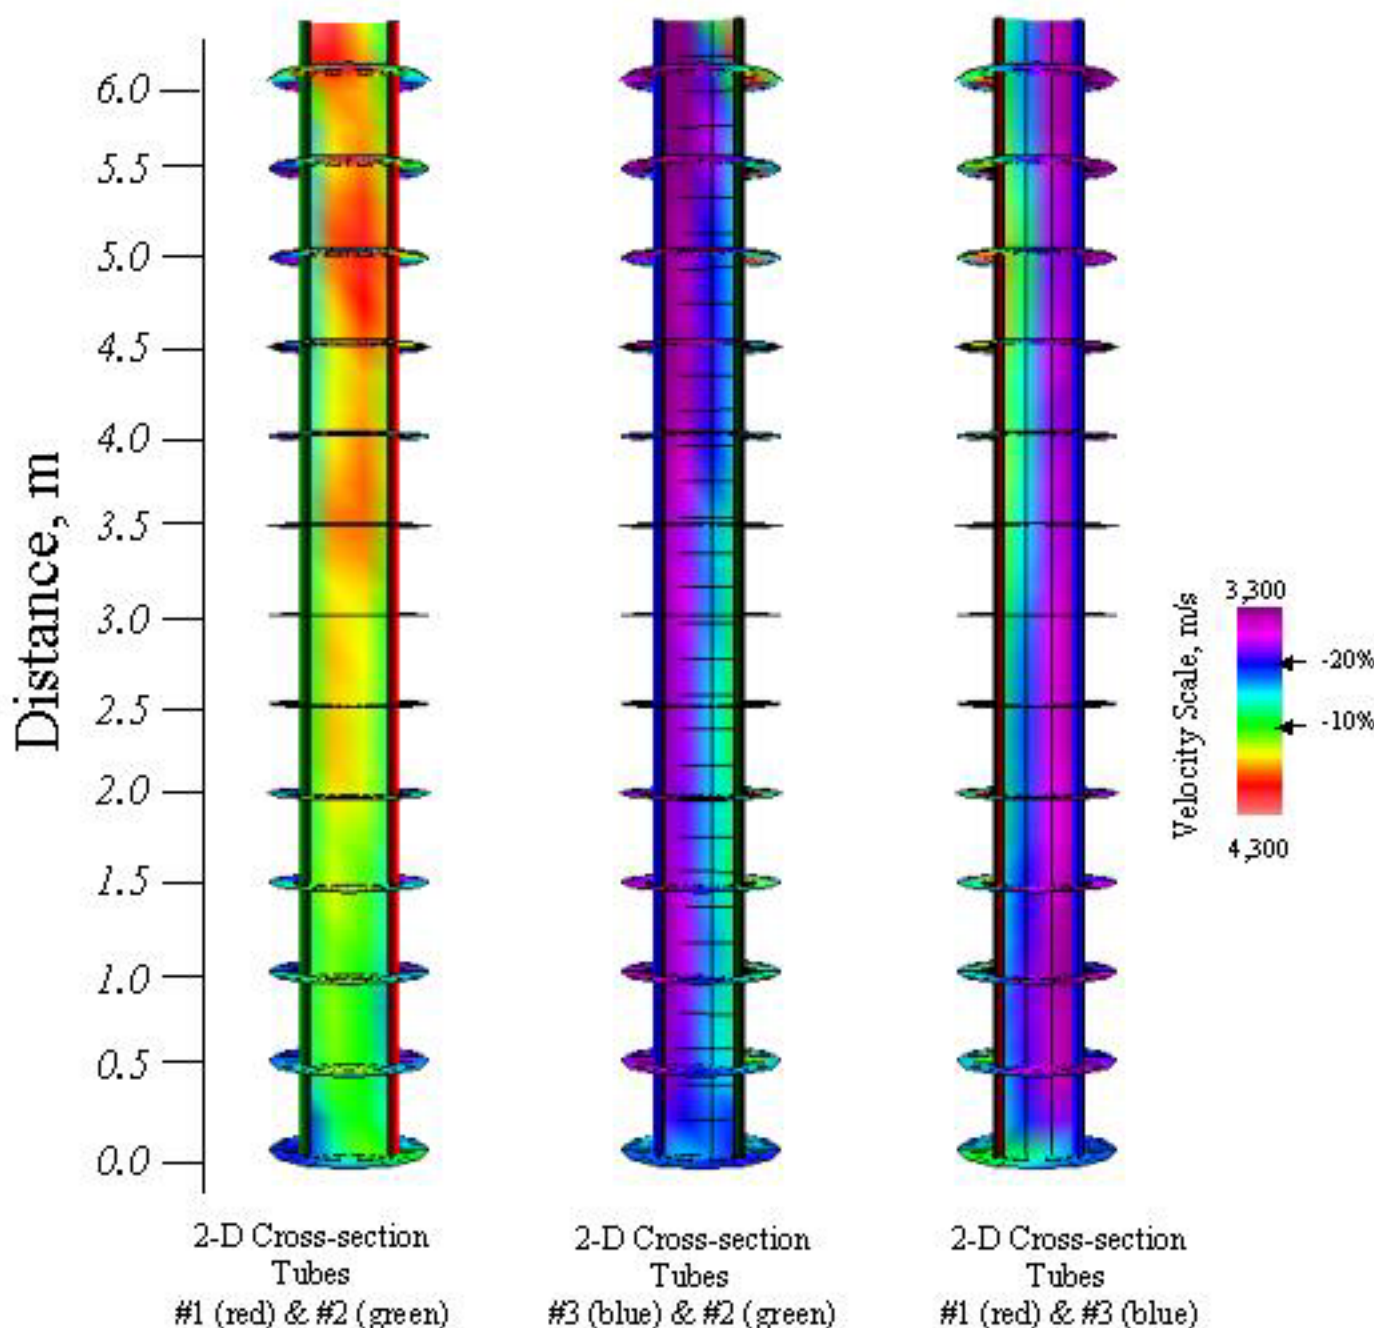 Distance, m
6.0
5.5
5.0
4.5
4.0
3.5
3.0
2.5
2.0
1.5
1.0
0.5
0.0
Velocity Scale, m/s
3,300
-20%
-10%
4,300
2-D Cross-section
Tubes
#1 (red) & #2 (green)
2-D Cross-section
Tubes
#3 (blue) & #2 (green)
2-D Cross-section
Tubes
#1 (red) & #3 (blue)